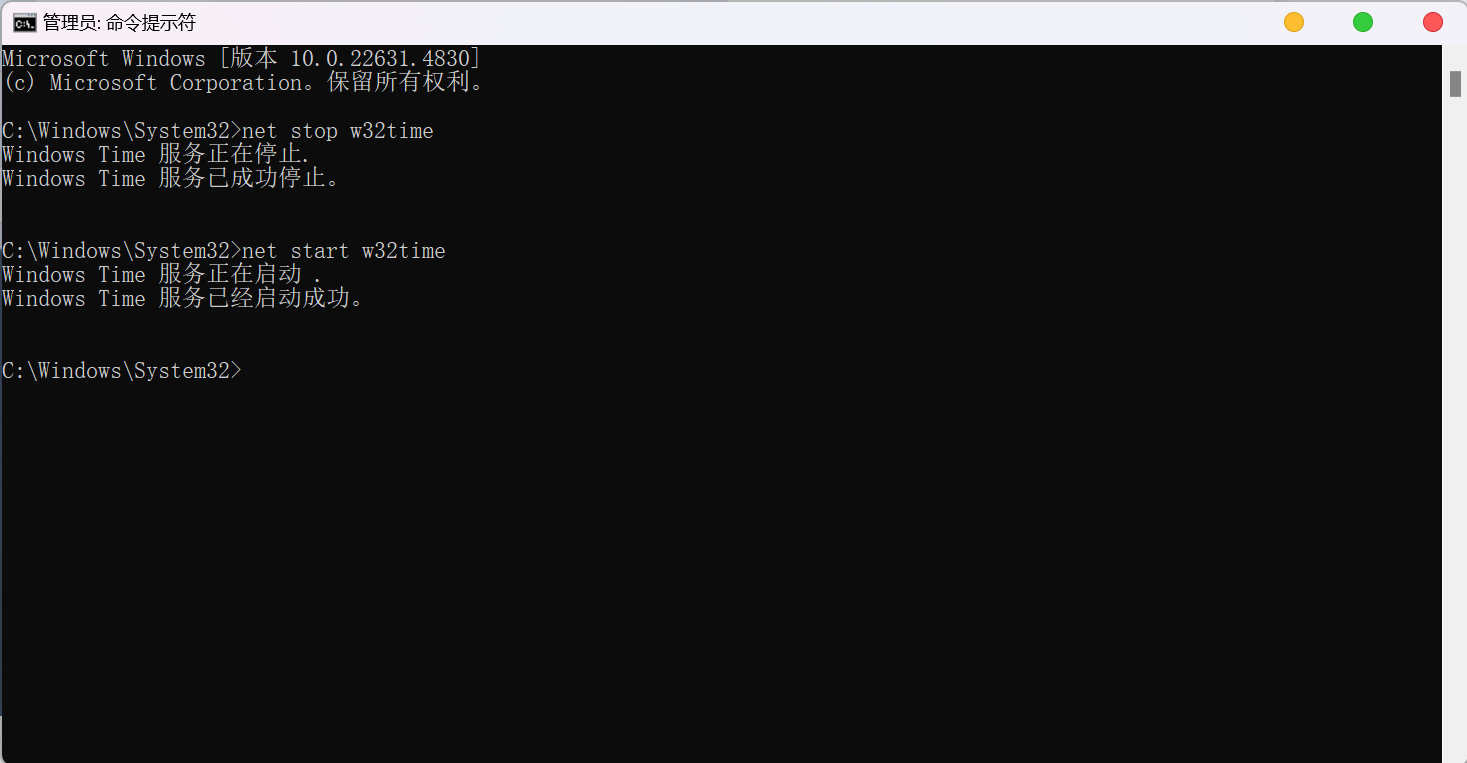 管理员: 命令提示符
Microsoft Windows [版本 10.0.22631.4830]
(c) Microsoft Corporation。保留所有权利。
C:\Windows\System32>net stop w32time
Windows Time 服务正在停止.
Windows Time 服务已成功停止。
C:\Windows\System32>net start w32time
Windows Time 服务正在启动 .
Windows Time 服务已经启动成功。
C:\Windows\System32>